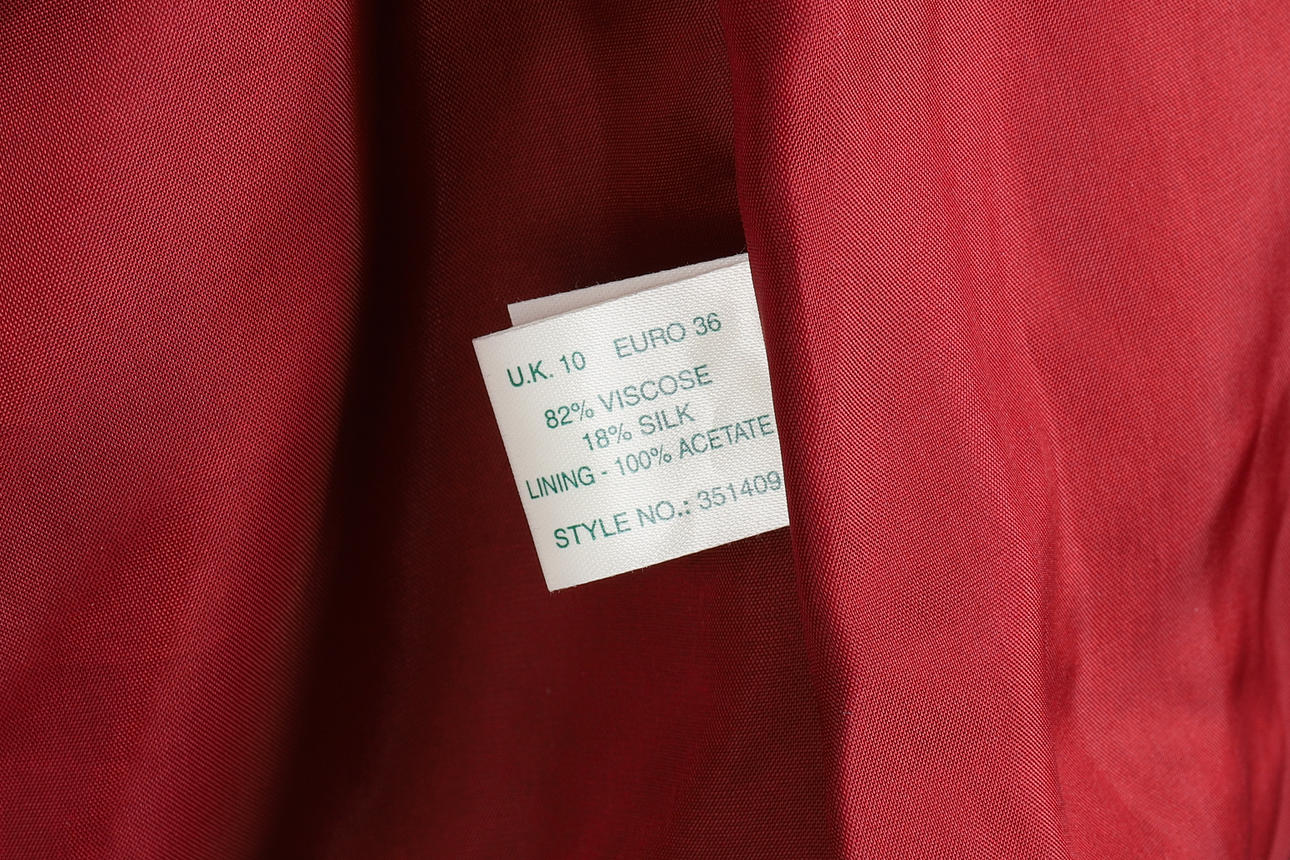 U.K. 10 EURO 36
82% VISCOSE
18% SILK
LINING - 100% ACETATE
STYLE NO.: 351409